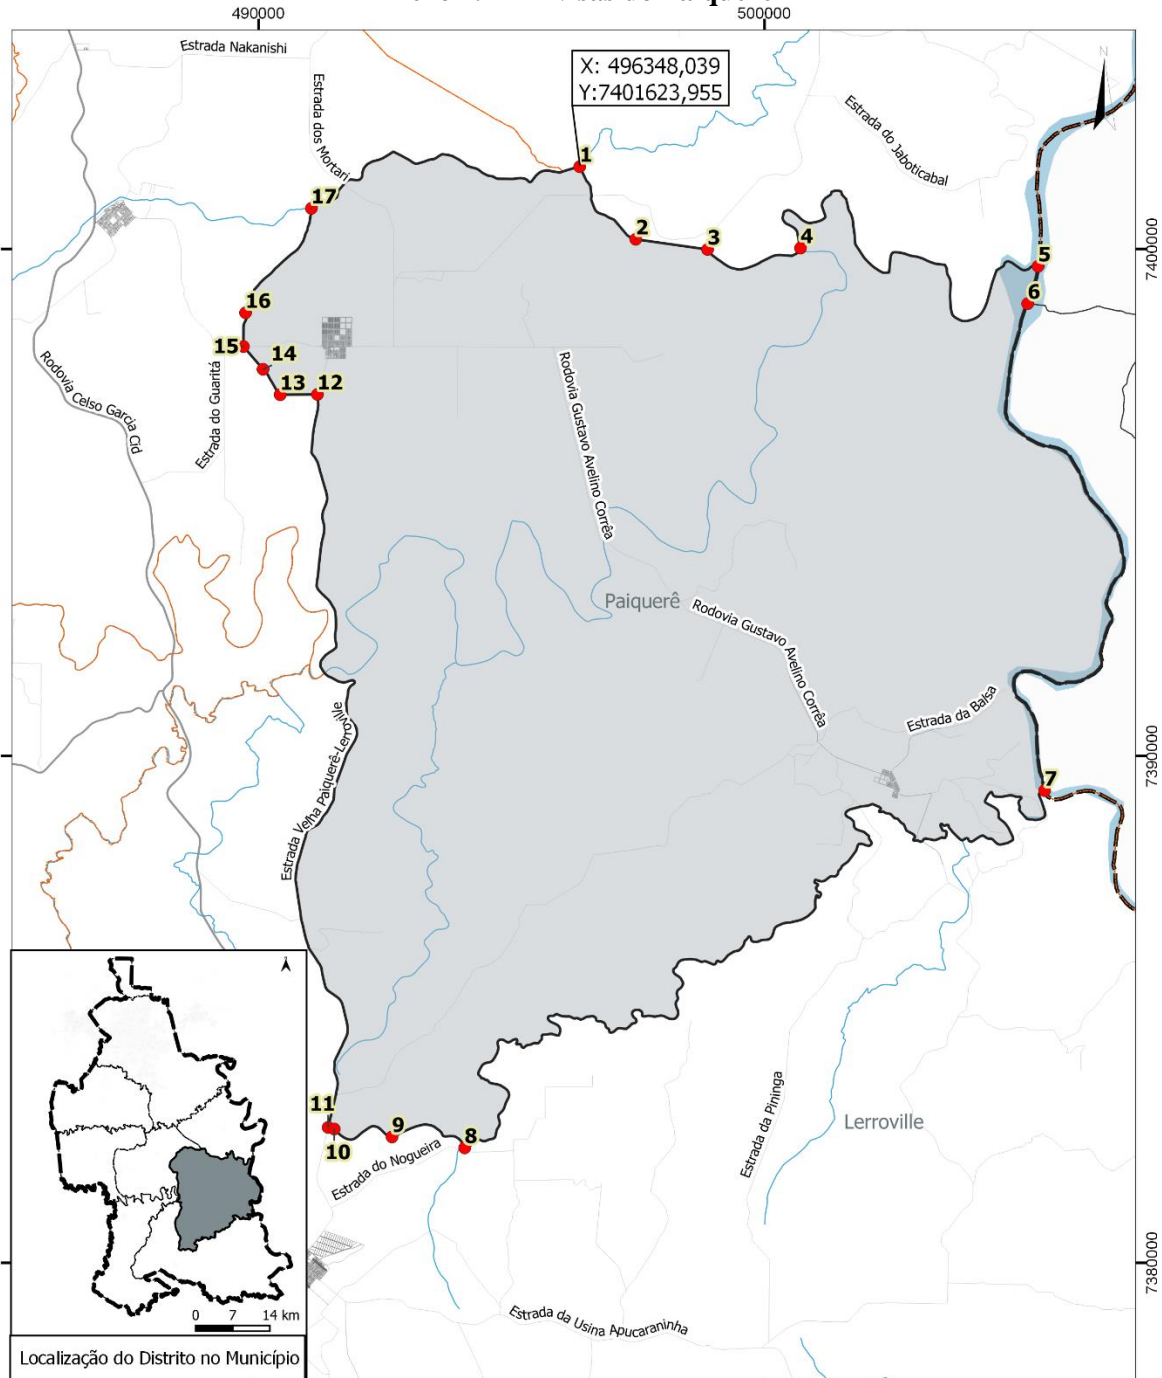 490000
500000
Estrada Nakanishi
Estrada dos Mortari
X: 496348,039
Y:7401623,955
Estrada do Jaboticabal
N
1
17
2
3
4
5
7400000
6
16
15
14
13
12
Rodovia Celso Garcia Cid
Estrada do Guaritá
Rodovia Gustavo Avelino Corrêa
Paiquerê
Rodovia Gustavo Avelino Corrêa
Estrada da Balsa
Estrada Velha Paiquerê-Lerroville
7390000
7
11
10
9
8
Estrada do Nogueira
Estrada da Pininga
Lerroville
7380000
Estrada da Usina Apucaraninha
0 7 14 km
Localização do Distrito no Município